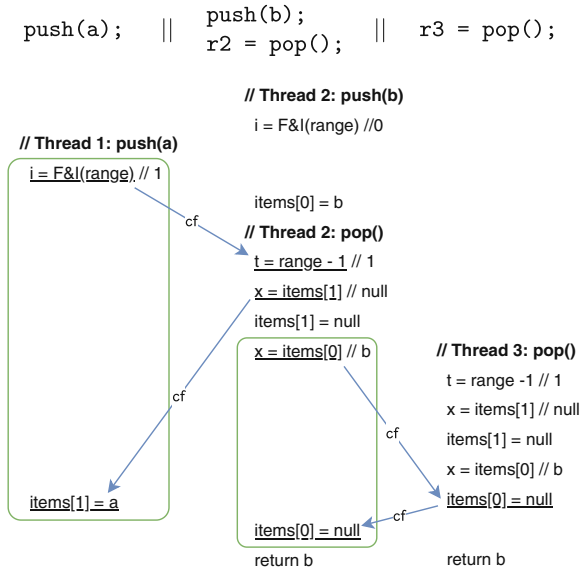 push(a); || push(b); || r3 = pop();
r2 = pop();
// Thread 2: push(b)
i = F&I(range) //0
// Thread 1: push(a)
i = F&I(range) // 1
cf
items[0] = b
// Thread 2: pop()
t = range - 1 // 1
x = items[1] // null
items[1] = null
x = items[0] // b
// Thread 3: pop()
t = range -1 // 1
cf
x = items[1] // null
cf
items[1] = null
x = items[0] // b
items[1] = a
items[0] = null
cf
items[0] = null
return b
return b